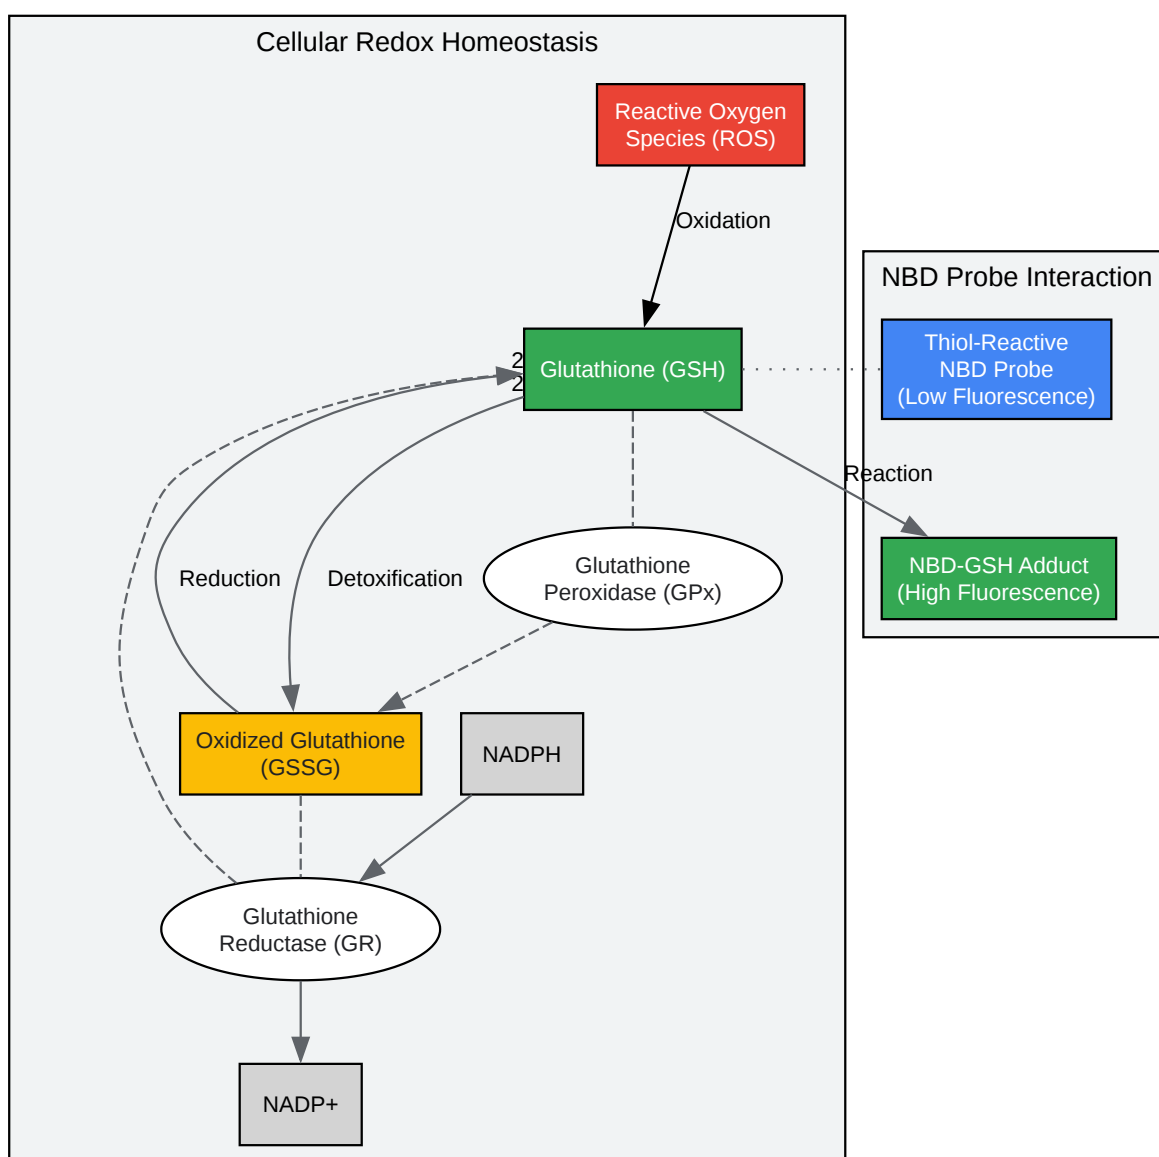 Cellular Redox Homeostasis
Reactive Oxygen
Species (ROS)
Oxidation
NBD Probe Interaction
Thiol-Reactive
NBD Probe
(Low Fluorescence)
2
Glutathione (GSH)
2
Reaction
Glutathione
Peroxidase (GPx)
NBD-GSH Adduct
(High Fluorescence)
Reduction
Detoxification
Oxidized Glutathione
(GSSG)
NADPH
Glutathione
Reductase (GR)
NADP+